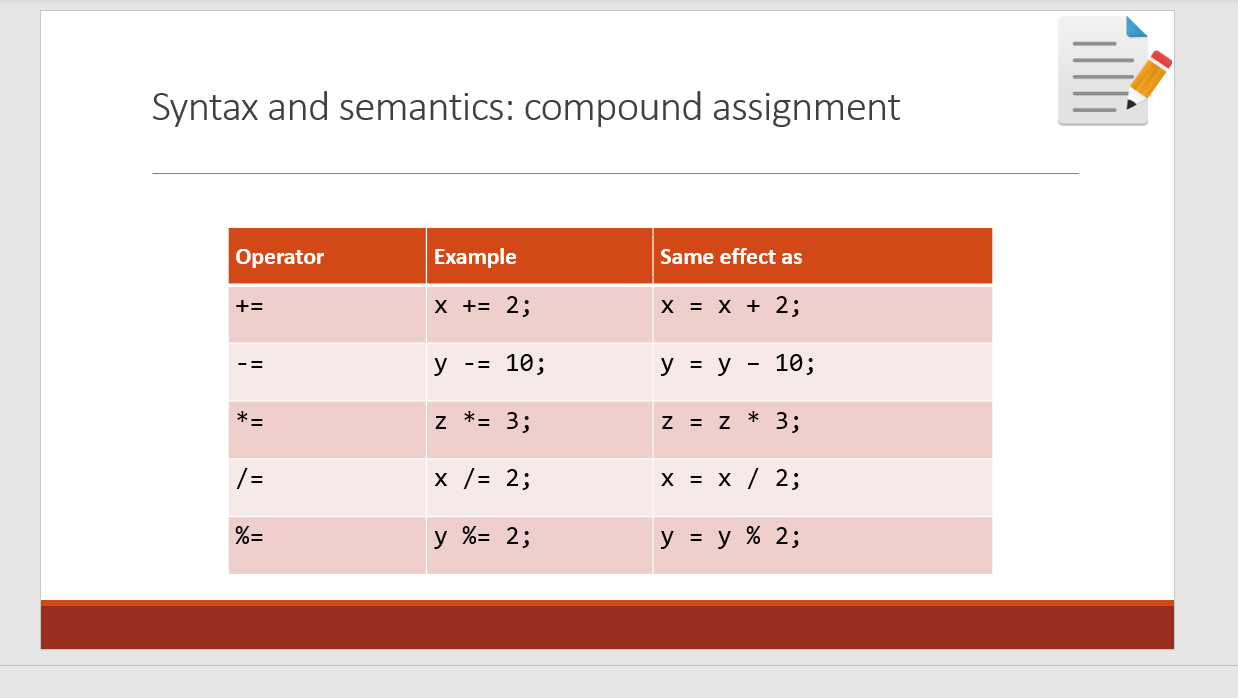 Syntax and semantics: compound assignment
Operator Example Same effect as
+= x += 2; x = x + 2;
-= y -= 10; y = y – 10;
*= z *= 3; z = z * 3;
/= x /= 2; x = x / 2;
%= y %= 2; y = y % 2;